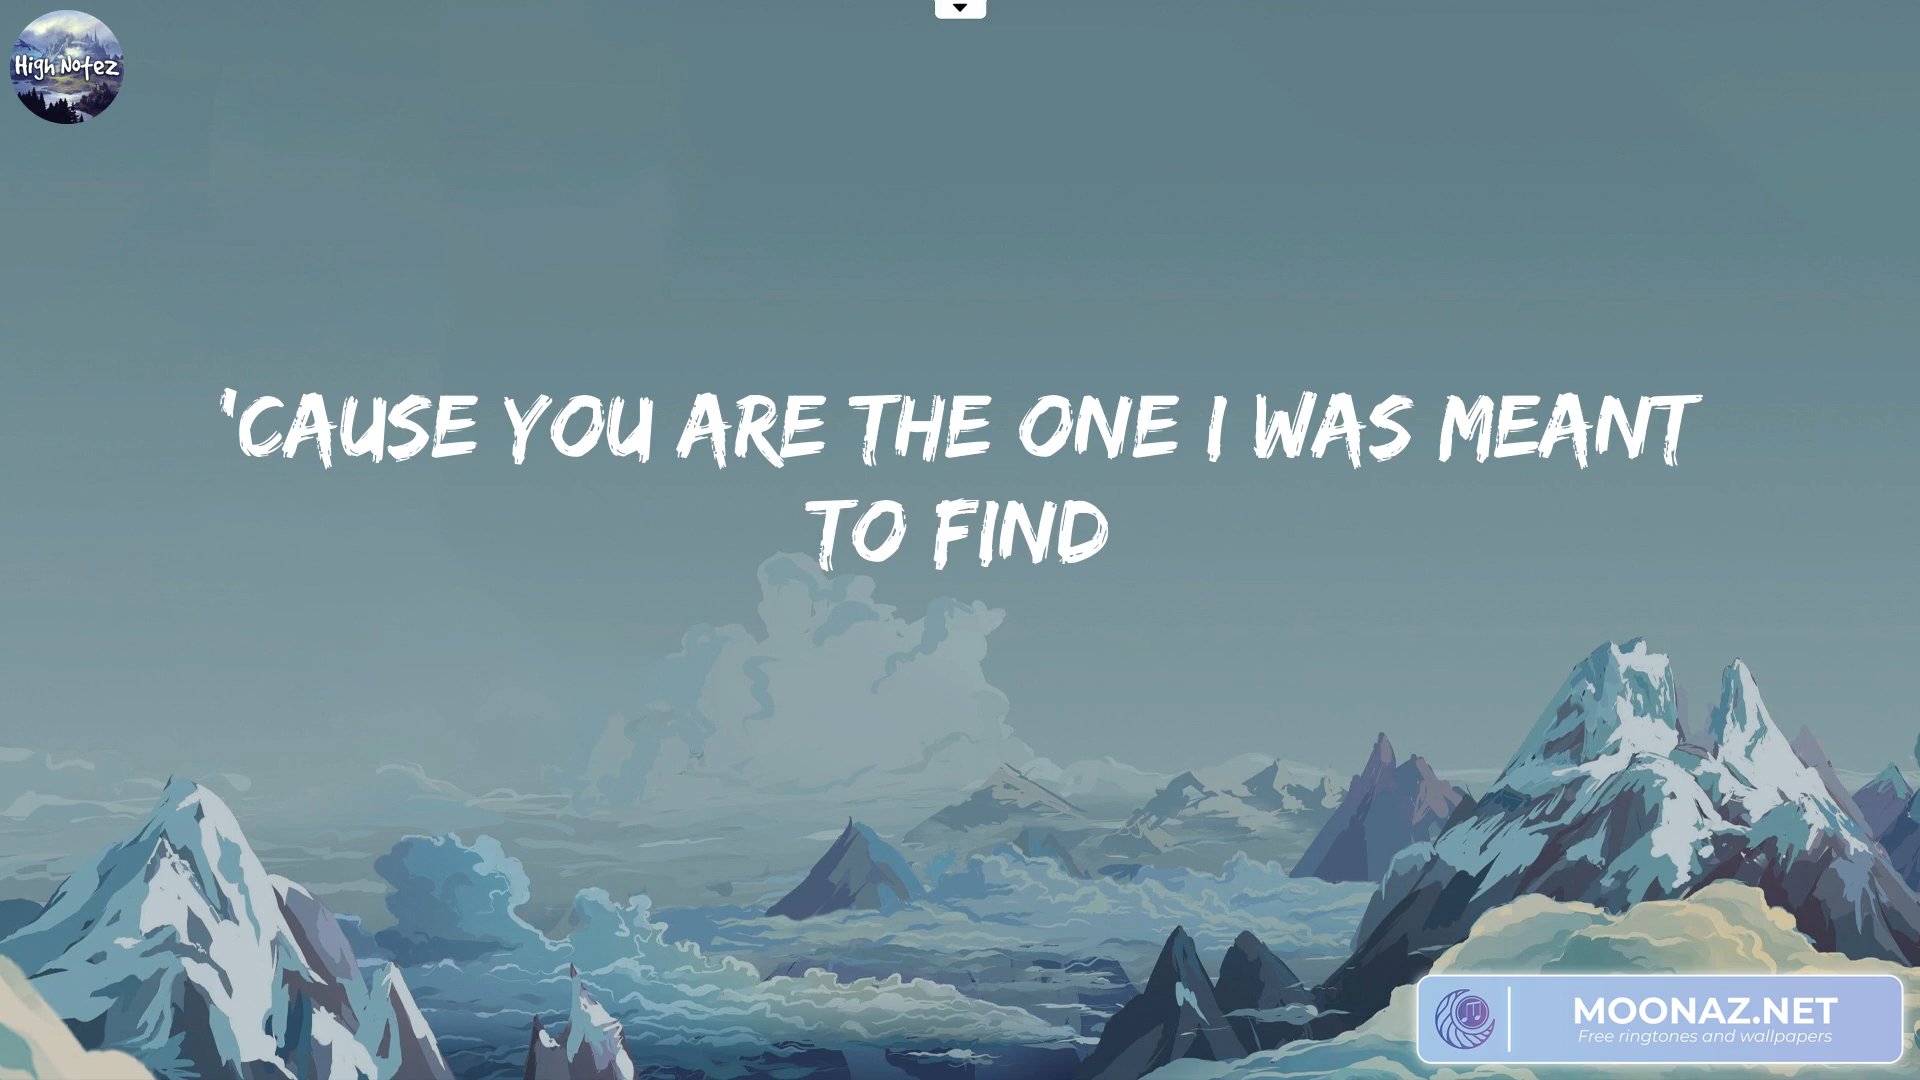 High Notez
'CAUSE YOU ARE THE ONE I WAS MEANT
TO FIND
MOONAZ.NET
Free ringtones and wallpapers